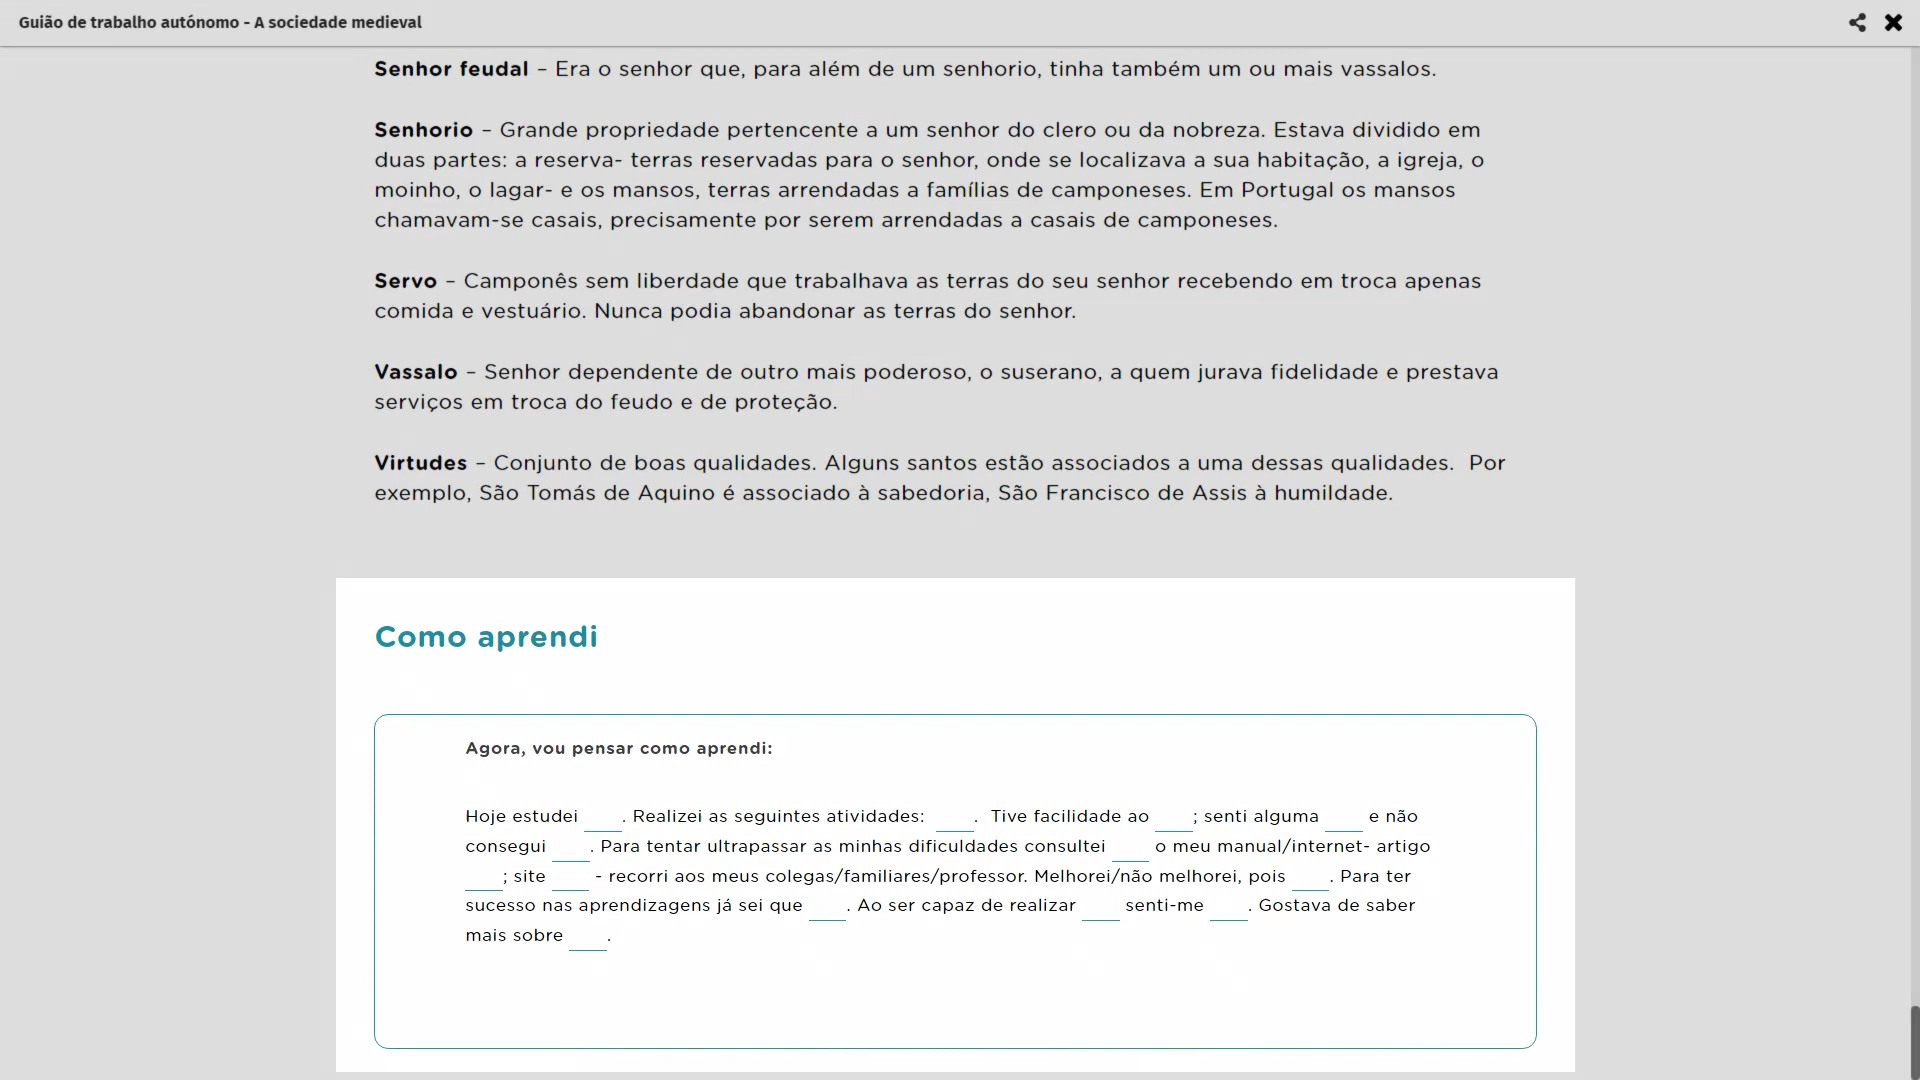 Guião de trabalho autónomo - A sociedade medieval
Senhor feudal – Era o senhor que, para além de um senhorio, tinha também um ou mais vassalos.
Senhorio – Grande propriedade pertencente a um senhor do clero ou da nobreza. Estava dividido em
duas partes: a reserva- terras reservadas para o senhor, onde se localizava a sua habitação, a igreja, o
moinho, o lagar- e os mansos, terras arrendadas a famílias de camponeses. Em Portugal os mansos
chamavam-se casais, precisamente por serem arrendadas a casais de camponeses.
Servo – Camponês sem liberdade que trabalhava as terras do seu senhor recebendo em troca apenas
comida e vestuário. Nunca podia abandonar as terras do senhor.
Vassalo – Senhor dependente de outro mais poderoso, o suserano, a quem jurava fidelidade e prestava
serviços em troca do feudo e de proteção.
Virtudes – Conjunto de boas qualidades. Alguns santos estão associados a uma dessas qualidades. Por
exemplo, São Tomás de Aquino é associado à sabedoria, São Francisco de Assis à humildade.
Como aprendi
Agora, vou pensar como aprendi:
Hoje estudei ____. Realizei as seguintes atividades: ____. Tive facilidade ao ____; senti alguma ____ e não
consegui ____. Para tentar ultrapassar as minhas dificuldades consultei ____ o meu manual/internet- artigo
____; site ____ - recorri aos meus colegas/familiares/professor. Melhorei/não melhorei, pois ____. Para ter
sucesso nas aprendizagens já sei que ____. Ao ser capaz de realizar ____ senti-me ____. Gostava de saber
mais sobre ____.